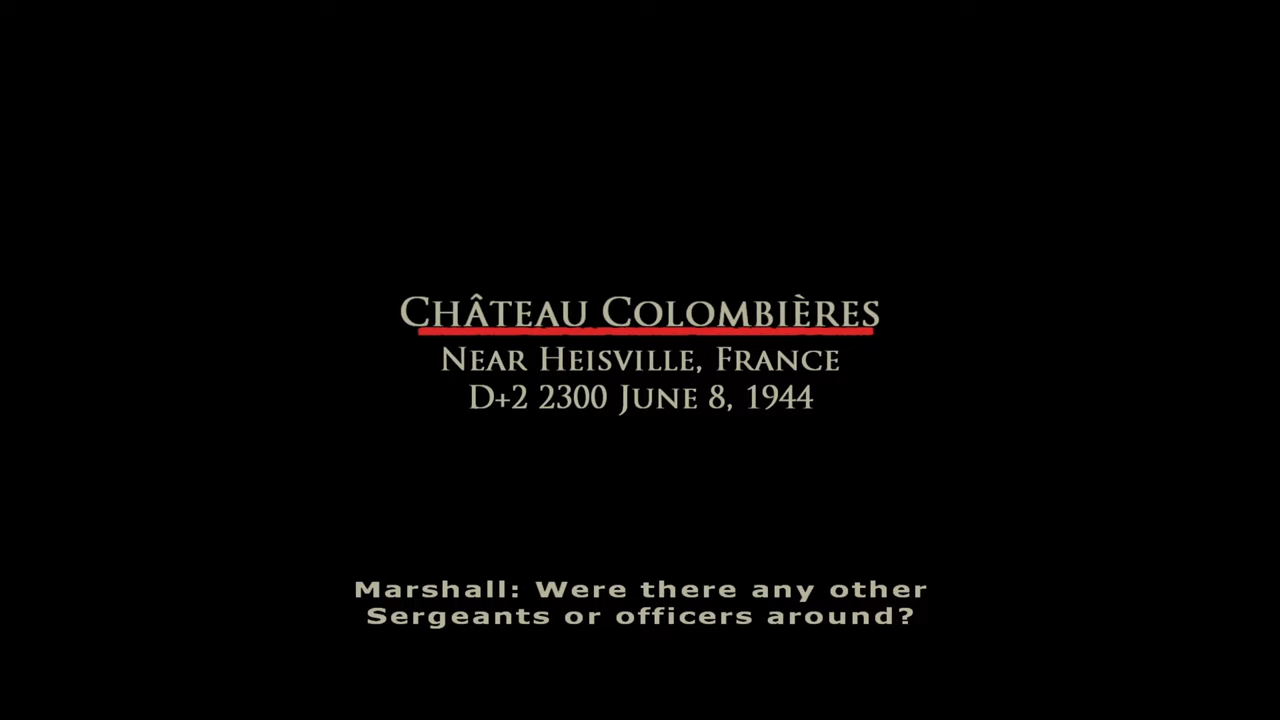 Château Colombières
Near Heisville, France
D+2 2300 June 8, 1944
Marshall: Were there any other
Sergeants or officers around?